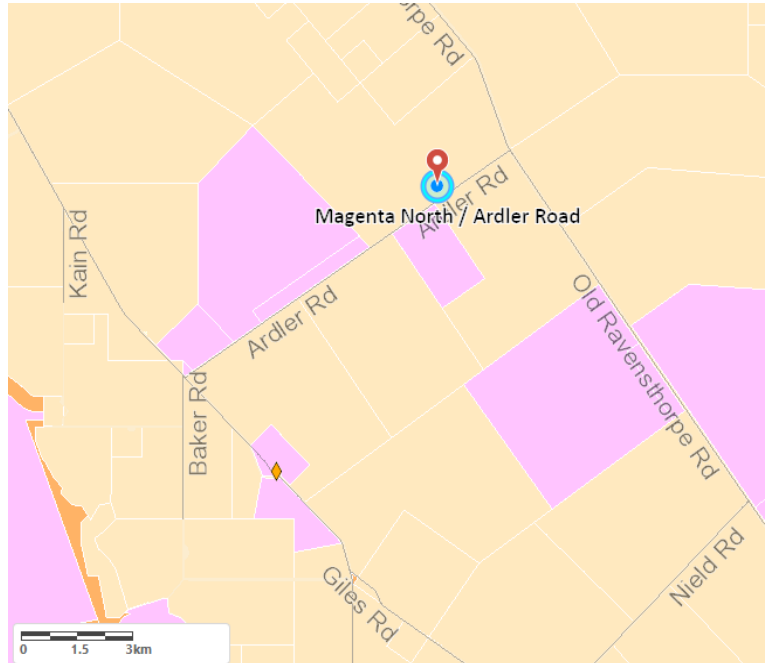 orpe Rd
Ardler Rd
Magenta North / Ardler Road
Kain Rd
Old Ravensthorpe Rd
Ardler Rd
Baker Rd
Nield Rd
Giles Rd
0 1.5 3km